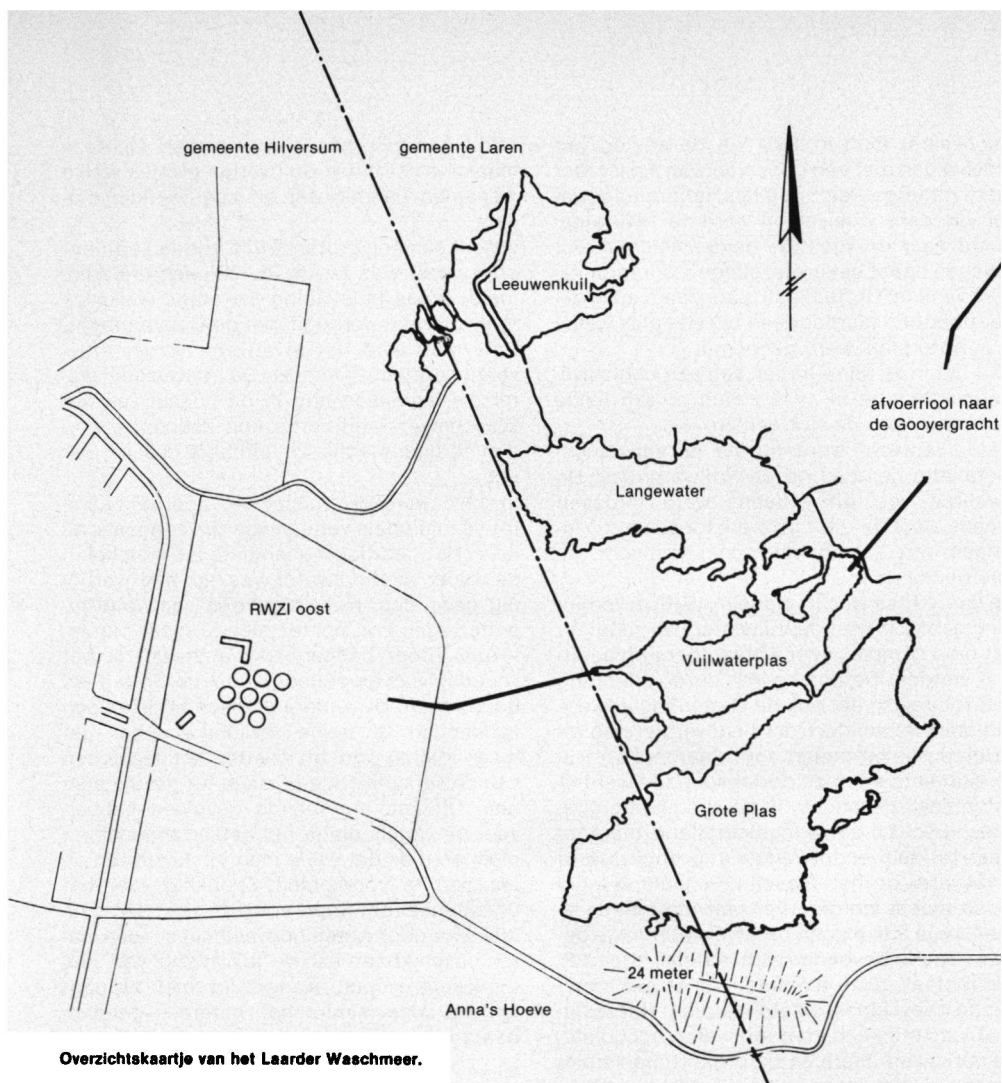 gemeente Hilversum
gemeente Laren
Leeuwenkuil
afvoerriool naar
de Gooyergracht
Langewater
RWZI oost
Vuilwaterplas
Grote Plas
24 meter
Anna's Hoeve
Overzichtskaartje van het Laarder Waschmeer.